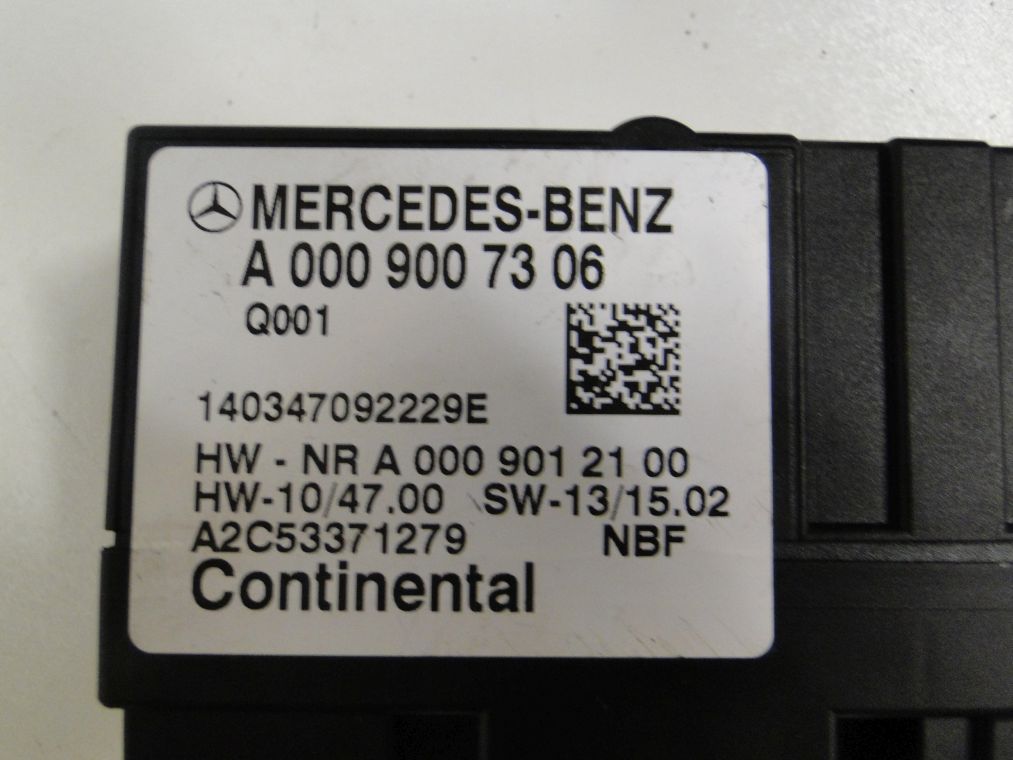 MERCEDES-BENZ
A 000 900 73 06
Q001
140347092229E
HW - NR A 000 901 21 00
HW-10/47.00 SW-13/15.02
A2C53371279 NBF
Continental